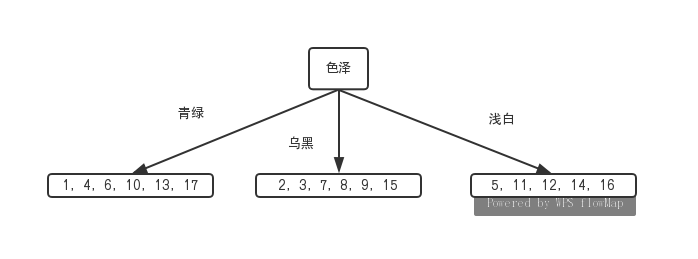 色泽
青绿
乌黑
浅白
1, 4, 6, 10, 13, 17
2, 3, 7, 8, 9, 15
5, 11, 12, 14, 16
Powered by WPS FlowMap